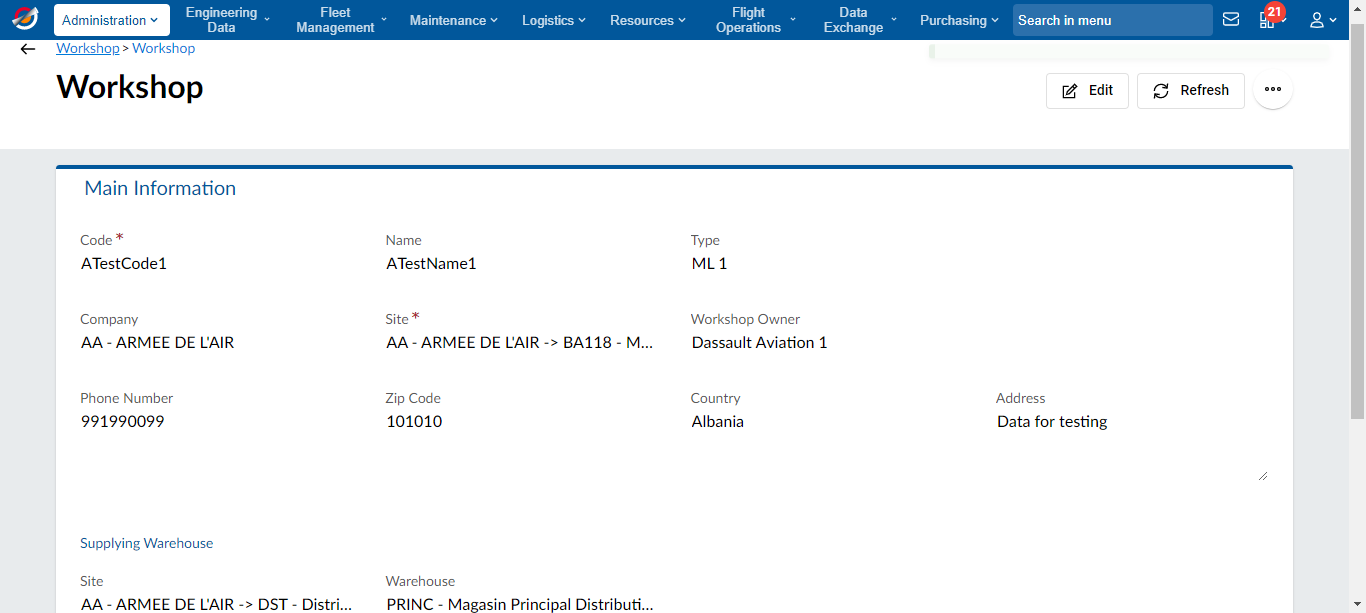 Administration
Engineering Data
Fleet Management
Maintenance
Logistics
Resources
Flight Operations
Data Exchange
Purchasing
Search in menu
21
Workshop > Workshop
Workshop
Edit
Refresh
Main Information
Code *
Name
Type
ATestCode1
ATestName1
ML 1
Company
Site *
Workshop Owner
AA - ARMEE DE L'AIR
AA - ARMEE DE L'AIR -> BA118 - M...
Dassault Aviation 1
Phone Number
Zip Code
Country
Address
991990099
101010
Albania
Data for testing
Supplying Warehouse
Site
Warehouse
AA - ARMEE DE L'AIR -> DST - Distri...
PRINC - Magasin Principal Distributi...